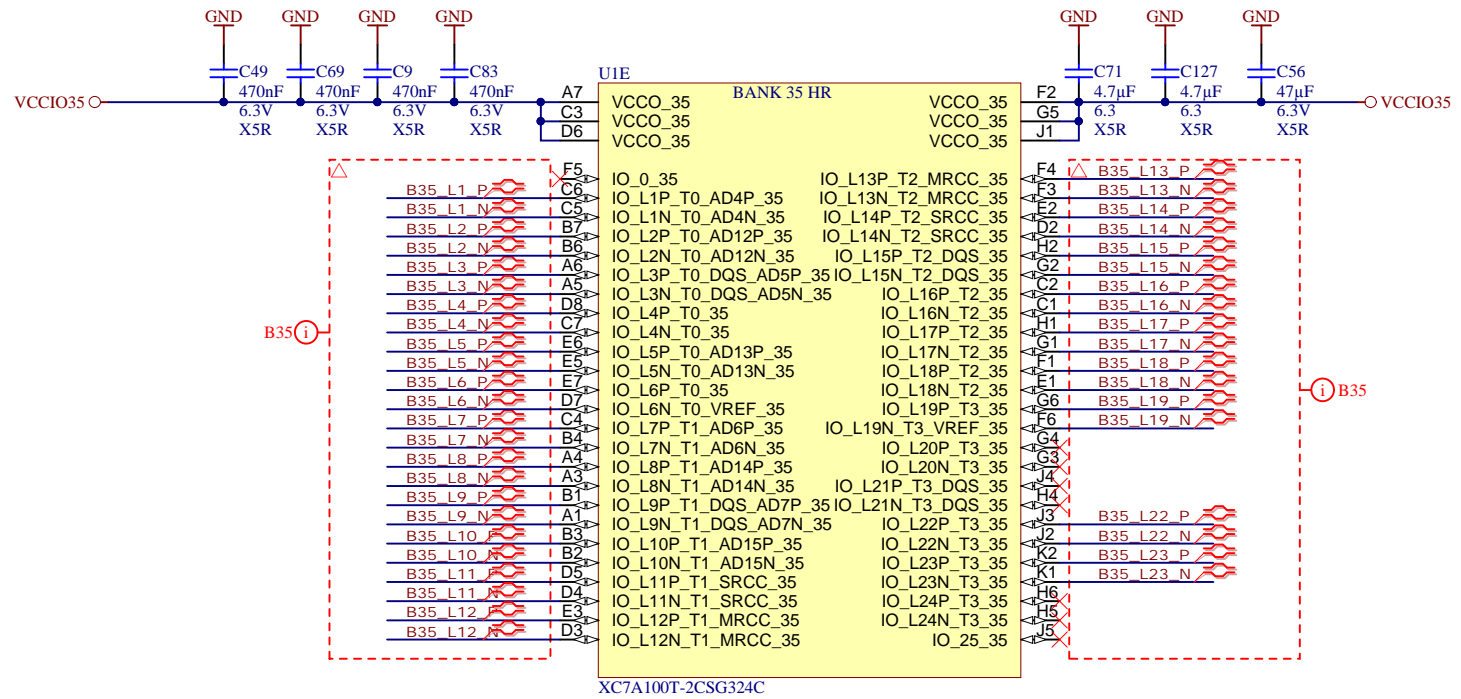 GND GND GND GND GND GND GND
C49 C69 C9 C83 U1E C71 C127 C56
470nF 470nF 470nF 470nF A7 BANK 35 HR F2 4.7µF 4.7µF 47µF
VCCIO35 VCCO_35 VCCO_35 VCCIO35
6.3V 6.3V 6.3V 6.3V C3 VCCO_35 VCCO_35 G5 6.3 6.3 6.3V
X5R X5R X5R X5R D6 VCCO_35 VCCO_35 J1 X5R X5R X5R
F5 IO_0_35 IO_L13P_T2_MRCC_35 F4 B35_L13_P
B35_L1_P C6 IO_L1P_T0_AD4P_35 IO_L13N_T2_MRCC_35 F3 B35_L13_N
B35_L1_N C5 IO_L1N_T0_AD4N_35 IO_L14P_T2_SRCC_35 E2 B35_L14_P
B35_L2_P B7 IO_L2P_T0_AD12P_35 IO_L14N_T2_SRCC_35 D2 B35_L14_N
B35_L2_N B6 IO_L2N_T0_AD12N_35 IO_L15P_T2_DQS_35 H2 B35_L15_P
B35_L3_P A6 IO_L3P_T0_DQS_AD5P_35 IO_L15N_T2_DQS_35 G2 B35_L15_N
B35_L3_N A5 IO_L3N_T0_DQS_AD5N_35 IO_L16P_T2_35 C2 B35_L16_P
B35_L4_P D8 IO_L4P_T0_35 IO_L16N_T2_35 C1 B35_L16_N
B35 i B35_L4_N C7 IO_L4N_T0_35 IO_L17P_T2_35 H1 B35_L17_P
B35_L5_P E6 IO_L5P_T0_AD13P_35 IO_L17N_T2_35 G1 B35_L17_N
B35_L5_N E5 IO_L5N_T0_AD13N_35 IO_L18P_T2_35 F1 B35_L18_P
B35_L6_P E7 IO_L6P_T0_35 IO_L18N_T2_35 E1 B35_L18_N i B35
B35_L6_N D7 IO_L6N_T0_VREF_35 IO_L19P_T3_35 G6 B35_L19_P
B35_L7_P C4 IO_L7P_T1_AD6P_35 IO_L19N_T3_VREF_35 F6 B35_L19_N
B35_L7_N B4 IO_L7N_T1_AD6N_35 IO_L20P_T3_35 G4
B35_L8_P A4 IO_L8P_T1_AD14P_35 IO_L20N_T3_35 G3
B35_L8_N A3 IO_L8N_T1_AD14N_35 IO_L21P_T3_DQS_35 J4
B35_L9_P B1 IO_L9P_T1_DQS_AD7P_35 IO_L21N_T3_DQS_35 H4
B35_L9_N A1 IO_L9N_T1_DQS_AD7N_35 IO_L22P_T3_35 J3 B35_L22_P
B35_L10_P B3 IO_L10P_T1_AD15P_35 IO_L22N_T3_35 J2 B35_L22_N
B35_L10_N B2 IO_L10N_T1_AD15N_35 IO_L23P_T3_35 K2 B35_L23_P
B35_L11_P D5 IO_L11P_T1_SRCC_35 IO_L23N_T3_35 K1 B35_L23_N
B35_L11_N D4 IO_L11N_T1_SRCC_35 IO_L24P_T3_35 H6
B35_L12_P E3 IO_L12P_T1_MRCC_35 IO_L24N_T3_35 H5
B35_L12_N D3 IO_L12N_T1_MRCC_35 IO_25_35 J5
XC7A100T-2CSG324C